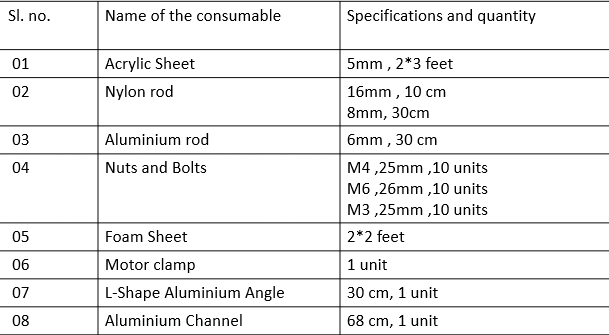 Sl. no. Name of the consumable Specifications and quantity
01 Acrylic Sheet 5mm , 2*3 feet
02 Nylon rod 16mm , 10 cm
8mm, 30cm
03 Aluminium rod 6mm , 30 cm
04 Nuts and Bolts M4 ,25mm ,10 units
M6 ,26mm ,10 units
M3 ,25mm ,10 units
05 Foam Sheet 2*2 feet
06 Motor clamp 1 unit
07 L-Shape Aluminium Angle 30 cm, 1 unit
08 Aluminium Channel 68 cm, 1 unit